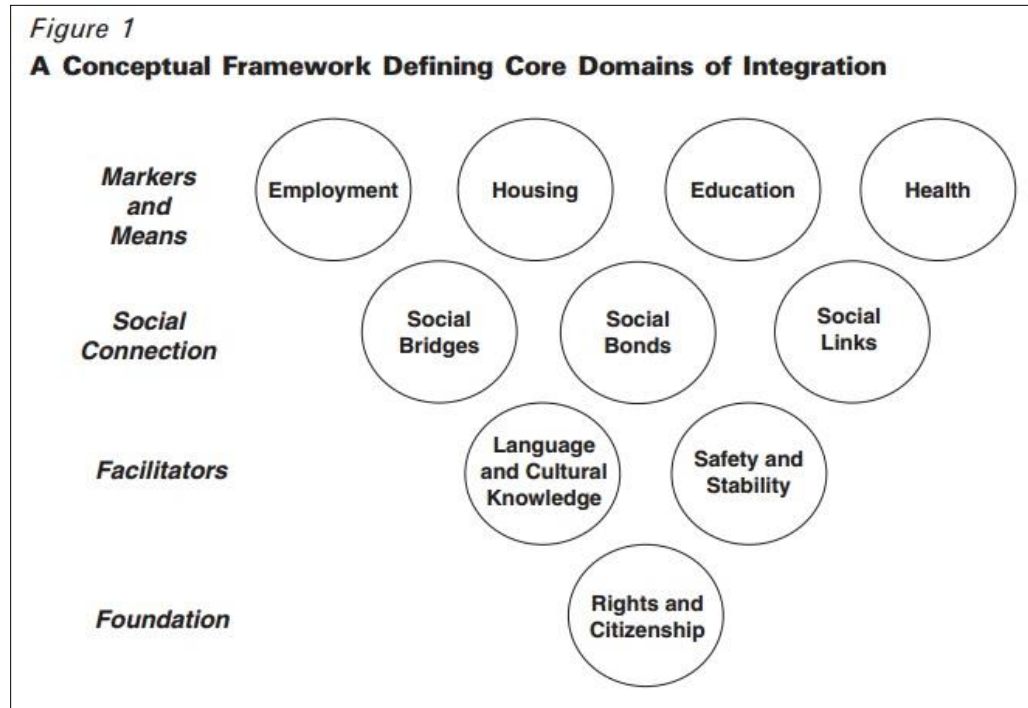 Figure 1
A Conceptual Framework Defining Core Domains of Integration
Markers
and
Means
Employment
Housing
Education
Health
Social
Connection
Social
Bridges
Social
Bonds
Social
Links
Facilitators
Language
and Cultural
Knowledge
Safety and
Stability
Foundation
Rights and
Citizenship